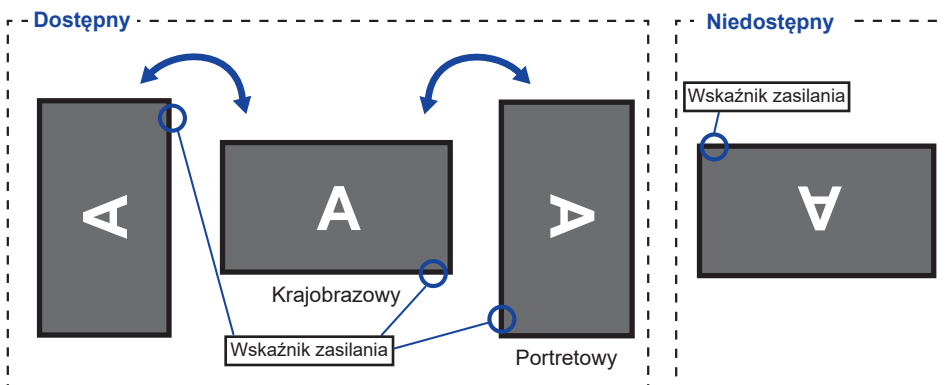 Dostępny
Niedostępny
Wskaźnik zasilania
A
A
A
A
Krajobrazowy
Wskaźnik zasilania
Portretowy